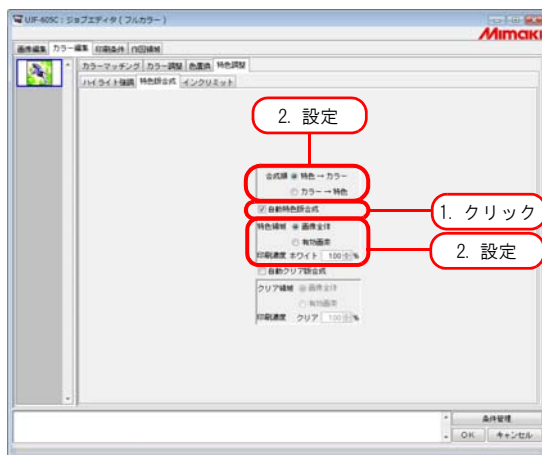 UJF-605C : ジョブエディタ ( フルカラー )
Mimaki
画像編集 カラー編集 印刷条件 作図領域
カラーマッチング カラー調整 色置換 特色調整
ハイライト強調 特色版合成 インクリミット
2. 設定
合成順 特色 → カラー
カラー → 特色
自動特色版合成
1. クリック
特色領域 画像全体
有効画素
2. 設定
印刷濃度 ホワイト 100 %
自動クリア版合成
クリア領域 画像全体
有効画素
印刷濃度 クリア 100 %
条件管理
OK キャンセル